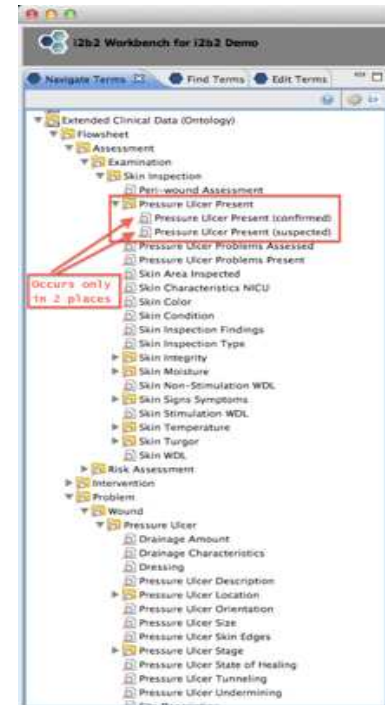 i2b2 Workbench for i2b2 Demo
Navigate Terms
Find Terms
Edit Terms
Extended Clinical Data (Ontology)
Flowsheet
Assessment
Examination
Skin Inspection
Peri-wound Assessment
Pressure Ulcer Present
Pressure Ulcer Present (confirmed)
Pressure Ulcer Present (suspected)
Pressure Ulcer Problems Assessed
Pressure Ulcer Problems Present
Occurs only
in 2 places
Skin Area Inspected
Skin Characteristics NICU
Skin Color
Skin Condition
Skin Inspection Findings
Skin Inspection Type
Skin Integrity
Skin Moisture
Skin Non-Stimulation WDL
Skin Signs Symptoms
Skin Stimulation WDL
Skin Temperature
Skin Turgor
Skin WDL
Risk Assessment
Intervention
Problem
Wound
Pressure Ulcer
Drainage Amount
Drainage Characteristics
Dressing
Pressure Ulcer Description
Pressure Ulcer Location
Pressure Ulcer Orientation
Pressure Ulcer Size
Pressure Ulcer Skin Edges
Pressure Ulcer Stage
Pressure Ulcer State of Healing
Pressure Ulcer Tunneling
Pressure Ulcer Undermining